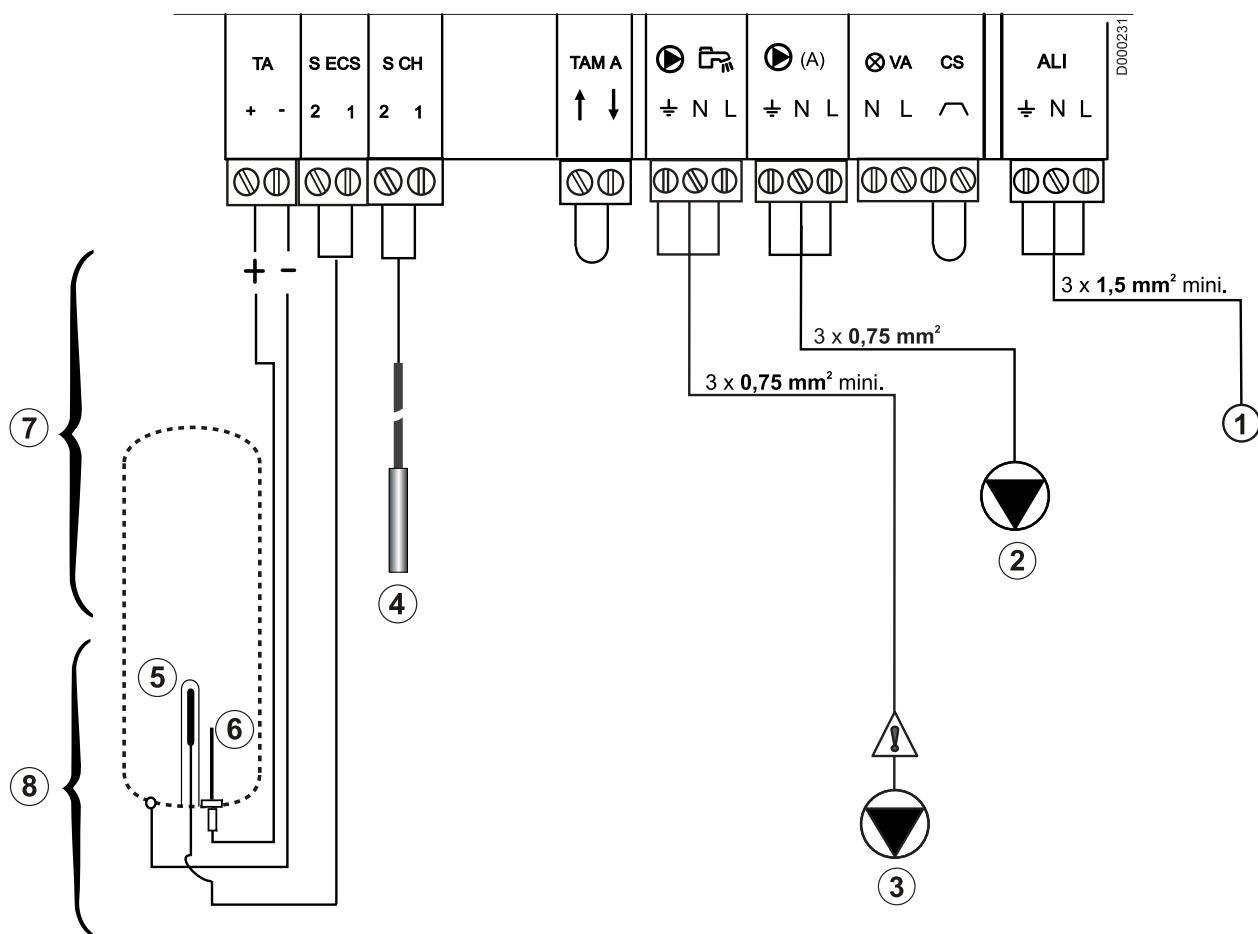 TA S ECS S CH TAM A (A) VA CS ALI
+ - 2 1 2 1 N L N L N L N L
D000231
+ -
3 x 1,5 mm² mini.
3 x 0,75 mm²
3 x 0,75 mm² mini.
1
7
2
4
5
6
8
!
3